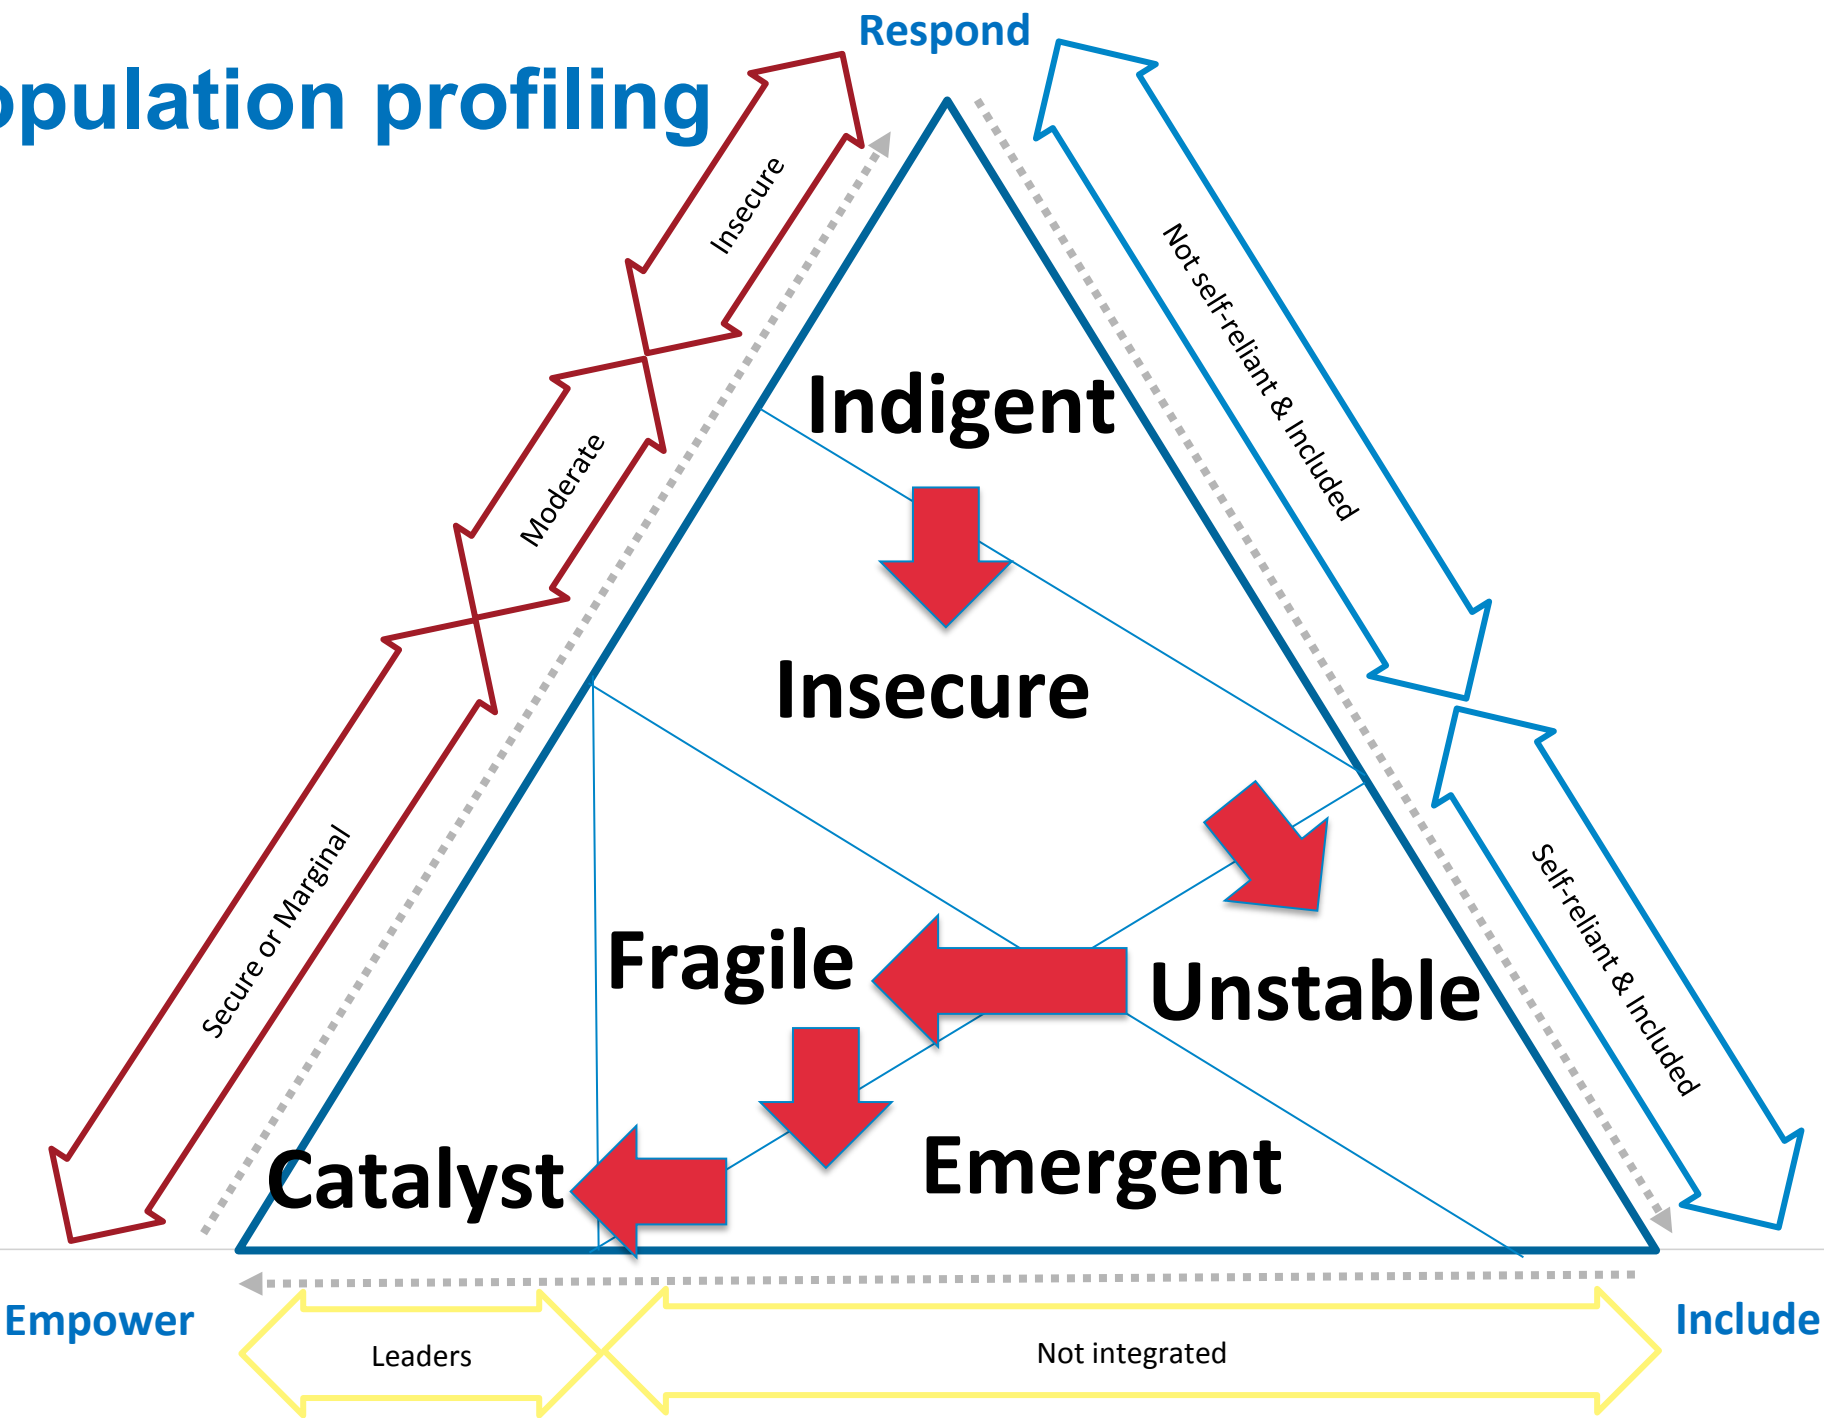 Respond
opulation profiling
Insecure
Not self-reliant & Included
Indigent
Moderate
Insecure
Secure or Marginal
Self-reliant & Included
Fragile
Unstable
Catalyst
Emergent
Empower
Include
Leaders
Not integrated